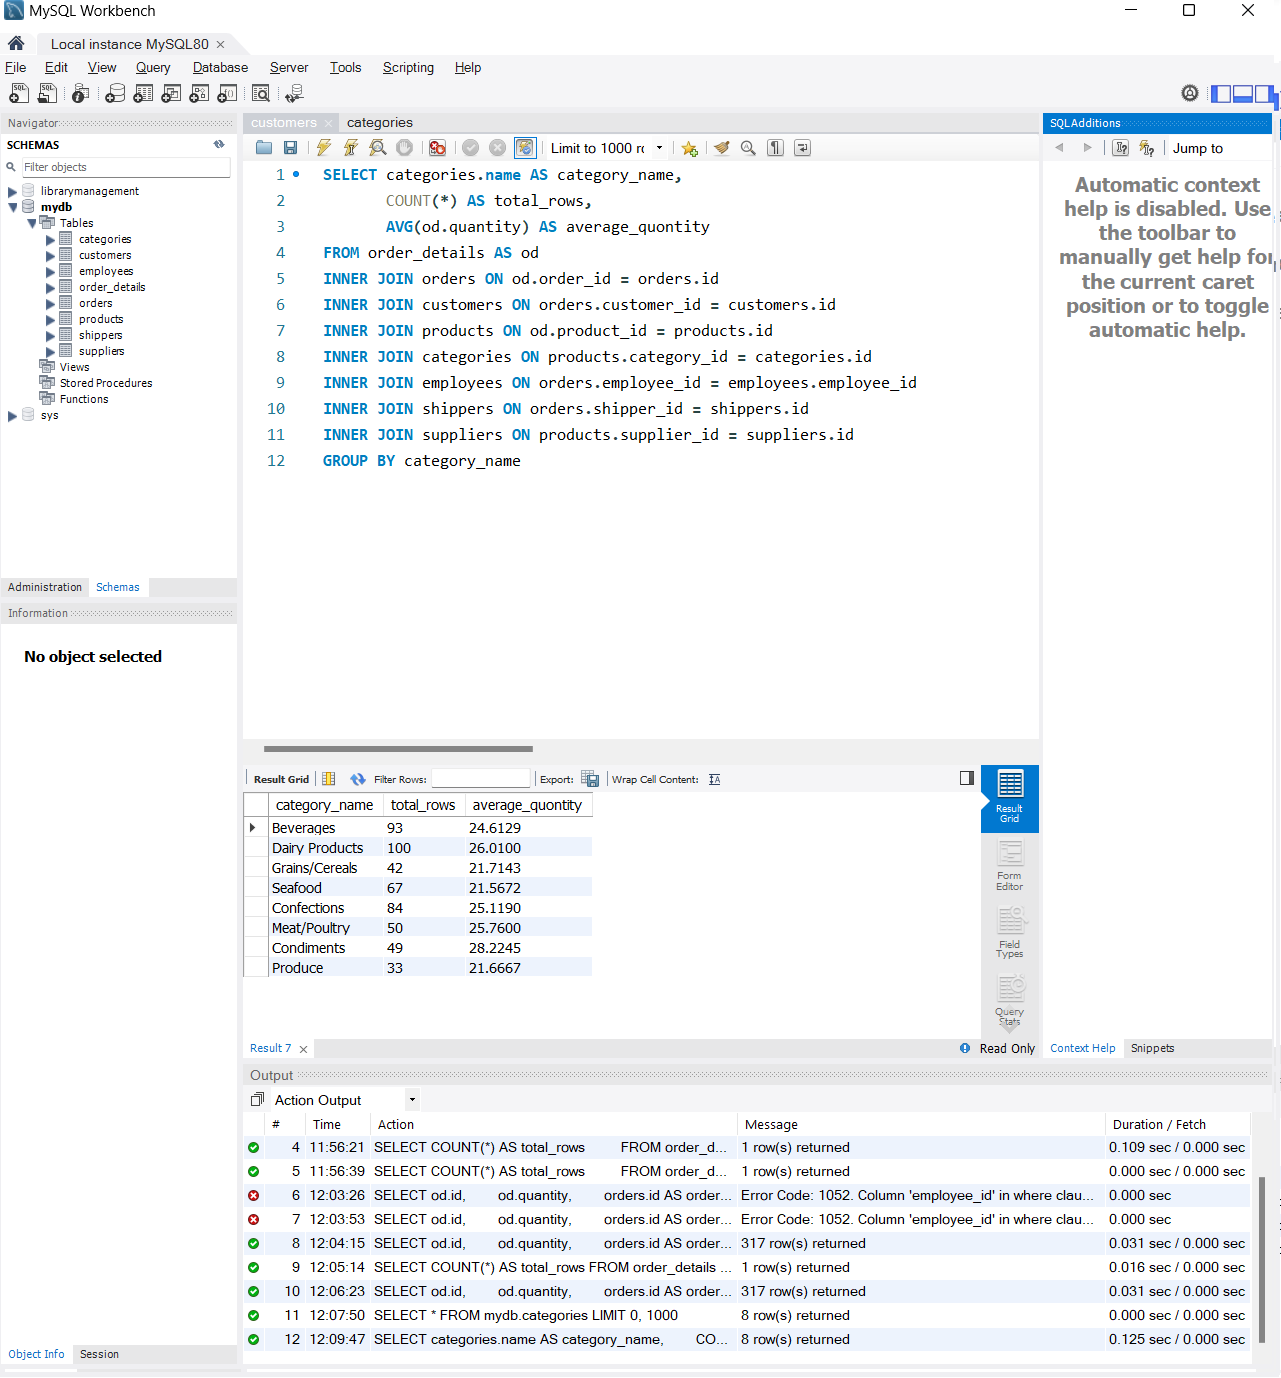 MySQL Workbench
Local instance MySQL80
File Edit View Query Database Server Tools Scripting Help
Navigator
SCHEMAS
Filter objects
librarymanagement
mydb
Tables
categories
customers
employees
order_details
orders
products
shippers
suppliers
Views
Stored Procedures
Functions
sys
Administration Schemas
Information
No object selected
Object Info Session
customers categories
Limit to 1000 rc
1 SELECT categories.name AS category_name,
2 COUNT(*) AS total_rows,
3 AVG(od.quantity) AS average_quontity
4 FROM order_details AS od
5 INNER JOIN orders ON od.order_id = orders.id
6 INNER JOIN customers ON orders.customer_id = customers.id
7 INNER JOIN products ON od.product_id = products.id
8 INNER JOIN categories ON products.category_id = categories.id
9 INNER JOIN employees ON orders.employee_id = employees.employee_id
10 INNER JOIN shippers ON orders.shipper_id = shippers.id
11 INNER JOIN suppliers ON products.supplier_id = suppliers.id
12 GROUP BY category_name
SQLAdditions
Jump to
Automatic context
help is disabled. Use
the toolbar to
manually get help for
the current caret
position or to toggle
automatic help.
Result Grid Filter Rows: Export: Wrap Cell Content:
category_name total_rows average_quontity
Beverages 93 24.6129
Dairy Products 100 26.0100
Grains/Cereals 42 21.7143
Seafood 67 21.5672
Confections 84 25.1190
Meat/Poultry 50 25.7600
Condiments 49 28.2245
Produce 33 21.6667
Result
Grid
Form
Editor
Field
Types
Query
Stats
Result 7 Read Only
Context Help Snippets
Output
Action Output
# Time Action Message Duration / Fetch
4 11:56:21 SELECT COUNT(*) AS total_rows FROM order_d... 1 row(s) returned 0.109 sec / 0.000 sec
5 11:56:39 SELECT COUNT(*) AS total_rows FROM order_d... 1 row(s) returned 0.000 sec / 0.000 sec
6 12:03:26 SELECT od.id, od.quantity, orders.id AS order... Error Code: 1052. Column 'employee_id' in where clau... 0.000 sec
7 12:03:53 SELECT od.id, od.quantity, orders.id AS order... Error Code: 1052. Column 'employee_id' in where clau... 0.000 sec
8 12:04:15 SELECT od.id, od.quantity, orders.id AS order... 317 row(s) returned 0.031 sec / 0.000 sec
9 12:05:14 SELECT COUNT(*) AS total_rows FROM order_details ... 1 row(s) returned 0.016 sec / 0.000 sec
10 12:06:23 SELECT od.id, od.quantity, orders.id AS order... 317 row(s) returned 0.031 sec / 0.000 sec
11 12:07:50 SELECT * FROM mydb.categories LIMIT 0, 1000 8 row(s) returned 0.000 sec / 0.000 sec
12 12:09:47 SELECT categories.name AS category_name, CO... 8 row(s) returned 0.125 sec / 0.000 sec